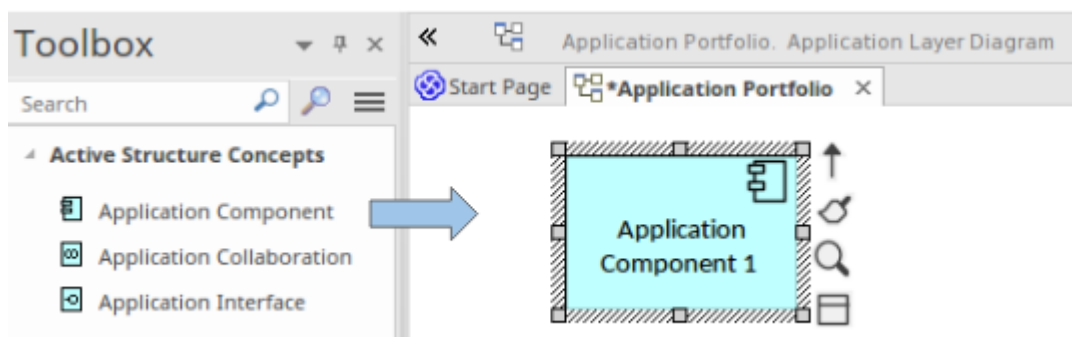 Toolbox
Search
Active Structure Concepts
Application Component
Application Collaboration
Application Interface
Application Portfolio. Application Layer Diagram
Start Page
*Application Portfolio
Application
Component 1